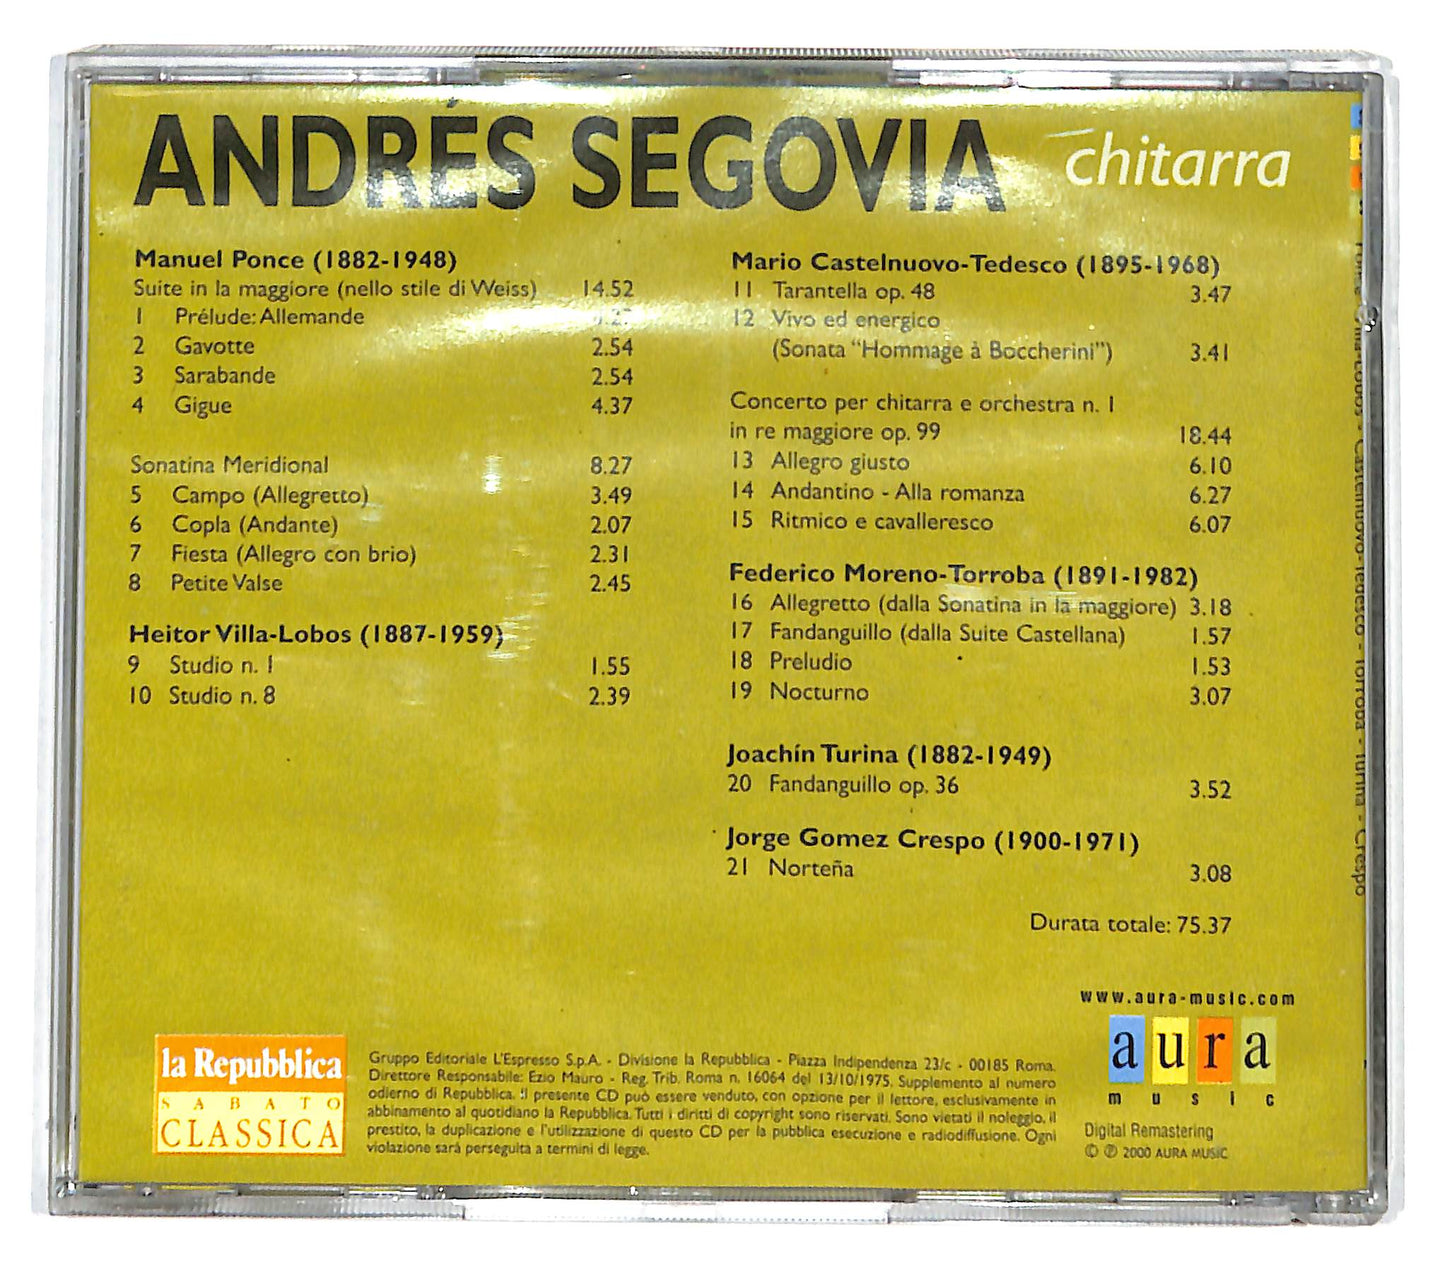 ANDRÉS SEGOVIA chitarra
Manuel Ponce (1882-1948)
Suite in la maggiore (nello stile di Weiss) 14.52
1 Prélude: Allemande
2 Gavotte 2.54
3 Sarabande 2.54
4 Gigue 4.37
Sonatina Meridional 8.27
5 Campo (Allegretto) 3.49
6 Copla (Andante) 2.07
7 Fiesta (Allegro con brio) 2.31
8 Petite Valse 2.45
Heitor Villa-Lobos (1887-1959)
9 Studio n. 1 1.55
10 Studio n. 8 2.39
Mario Castelnuovo-Tedesco (1895-1968)
11 Tarantella op. 48 3.47
12 Vivo ed energico
(Sonata "Hommage à Boccherini") 3.41
Concerto per chitarra e orchestra n. 1
in re maggiore op. 99 18.44
13 Allegro giusto 6.10
14 Andantino - Alla romanza 6.27
15 Ritmico e cavalleresco 6.07
Federico Moreno-Torroba (1891-1982)
16 Allegretto (dalla Sonatina in la maggiore) 3.18
17 Fandanguillo (dalla Suite Castellana) 1.57
18 Preludio 1.53
19 Nocturno 3.07
Joachín Turina (1882-1949)
20 Fandanguillo op. 36 3.52
Jorge Gomez Crespo (1900-1971)
21 Norteña 3.08
Durata totale: 75.37
www.aura-music.com
aura
music
Digital Remastering
© ℗ 2000 AURA MUSIC
la Repubblica
SABATO
CLASSICA
Gruppo Editoriale L'Espresso S.p.A. - Divisione la Repubblica - Piazza Indipendenza 23/c - 00185 Roma.
Direttore Responsabile: Ezio Mauro - Reg. Trib. Roma n. 16064 del 13/10/1975. Supplemento al numero
odierno di Repubblica. Il presente CD può essere venduto, con opzione per il lettore, esclusivamente in
abbinamento al quotidiano la Repubblica. Tutti i diritti di copyright sono riservati. Sono vietati il noleggio, il
prestito, la duplicazione e l'utilizzazione di questo CD per la pubblica esecuzione e radiodiffusione. Ogni
violazione sarà perseguita a termini di legge.
Castelnuovo-Tedesco - Torroba - Turina - Crespo